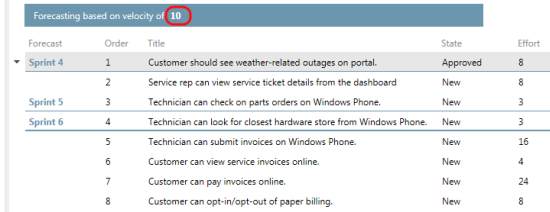 Forecasting based on velocity of 10
Forecast Order Title State Effort
Sprint 4 1 Customer should see weather-related outages on portal. Approved 8
2 Service rep can view service ticket details from the dashboard New 8
Sprint 5 3 Technician can check on parts orders on Windows Phone. New 3
Sprint 6 4 Technician can look for closest hardware store from Windows Phone. New 3
5 Technician can submit invoices on Windows Phone. New 16
6 Customer can view service invoices online. New 4
7 Customer can pay invoices online. New 24
8 Customer can opt-in/opt-out of paper billing. New 8